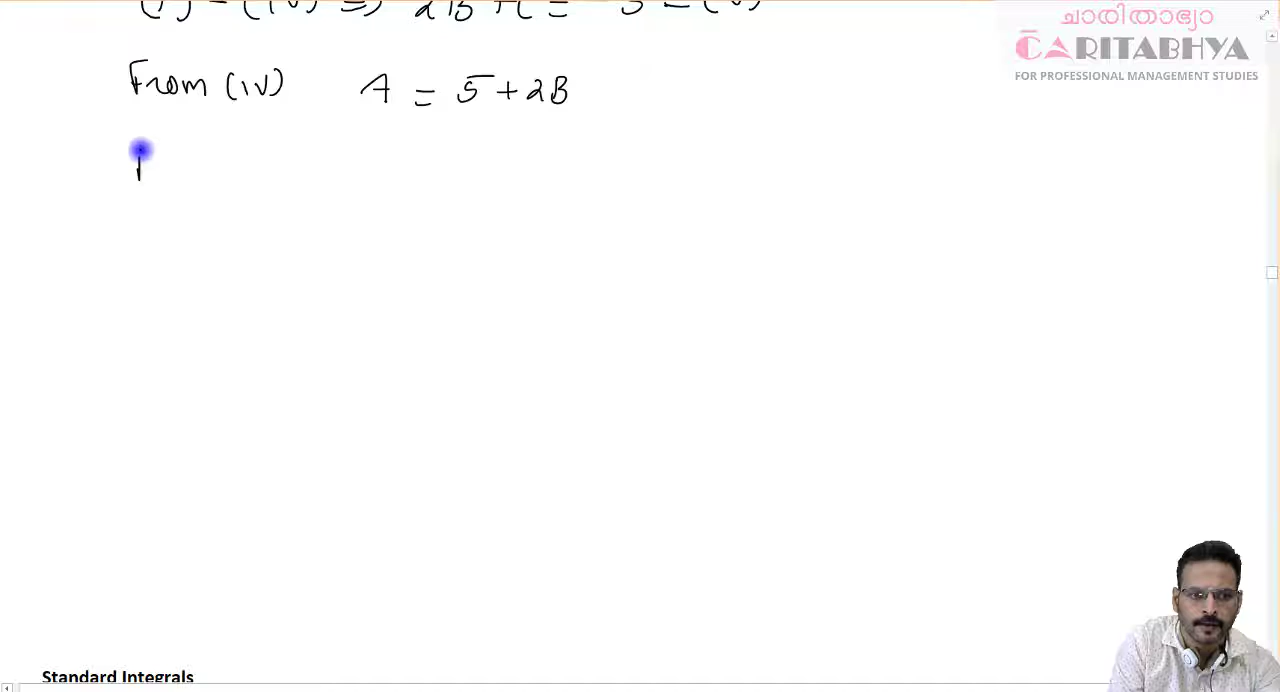 ചാരിതാഭ്യാ
CARITABHYA
FOR PROFESSIONAL MANAGEMENT STUDIES
From (iv) A = 5 + 2B
Standard Integrals